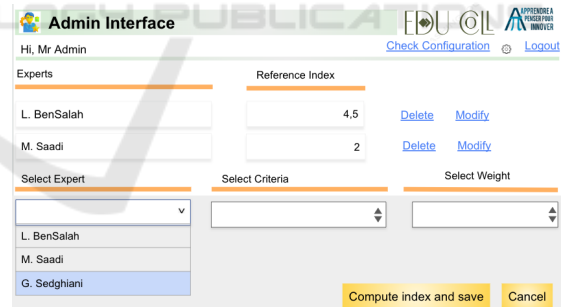 Admin Interface
EDU COLL
APPRENDRE A
PENSER POUR
INNOVER
Hi, Mr Admin
Check Configuration
Logout
Experts
Reference Index
L. BenSalah
4,5
Delete
Modify
M. Saadi
2
Delete
Modify
Select Expert
Select Criteria
Select Weight
L. BenSalah
M. Saadi
G. Sedghiani
Compute index and save
Cancel